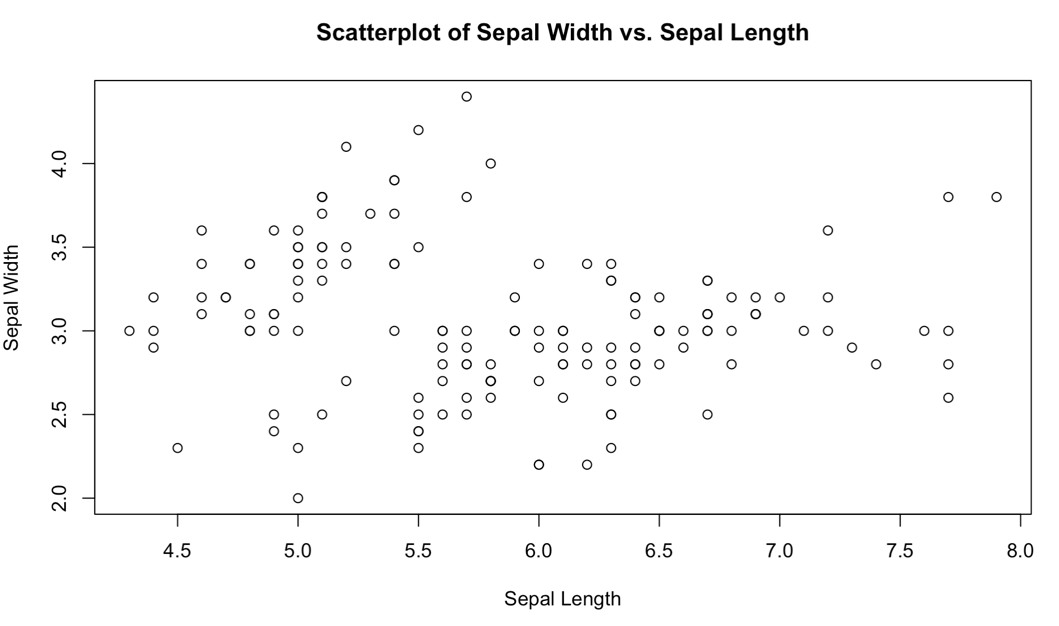 Scatterplot of Sepal Width vs. Sepal Length
Sepal Width
4.0
3.5
3.0
2.5
2.0
4.5 5.0 5.5 6.0 6.5 7.0 7.5 8.0
Sepal Length